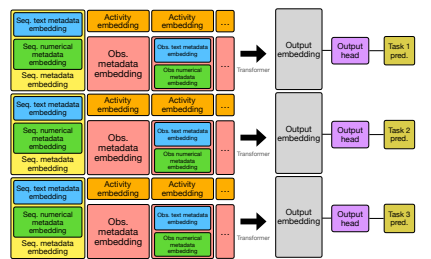 Seq. text metadata
embedding
Seq. numerical
metadata
embedding
Seq. metadata
embedding
Activity
embedding
Obs.
metadata
embedding
Activity
embedding
Obs. text metadata
embedding
Obs numerical
metadata
embedding
...
...
Transformer
Output
embedding
Output
head
Task 1
pred.
Seq. text metadata
embedding
Seq. numerical
metadata
embedding
Seq. metadata
embedding
Activity
embedding
Obs.
metadata
embedding
Activity
embedding
Obs. text metadata
embedding
Obs numerical
metadata
embedding
...
...
Transformer
Output
embedding
Output
head
Task 2
pred.
Seq. text metadata
embedding
Seq. numerical
metadata
embedding
Seq. metadata
embedding
Activity
embedding
Obs.
metadata
embedding
Activity
embedding
Obs. text metadata
embedding
Obs numerical
metadata
embedding
...
...
Transformer
Output
embedding
Output
head
Task 3
pred.